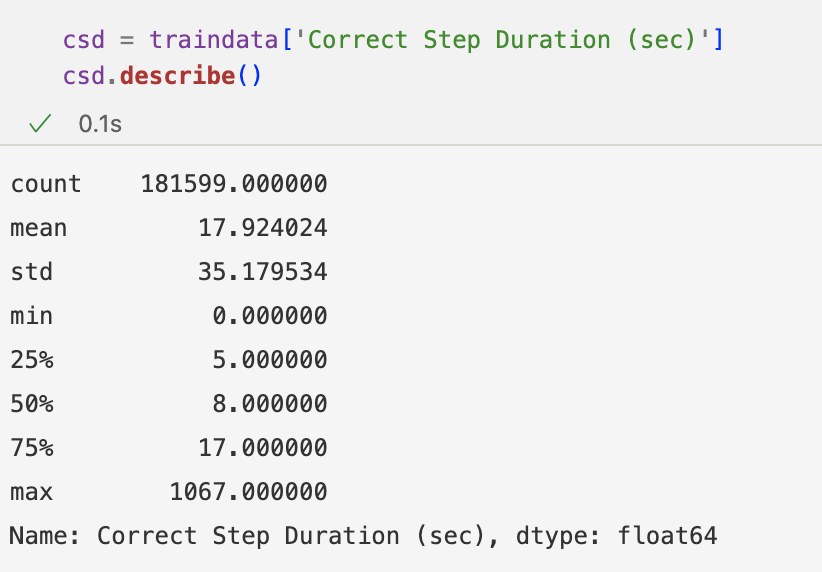 csd = traindata['Correct Step Duration (sec)']
csd.describe()
0.1s
count    181599.000000
mean         17.924024
std          35.179534
min           0.000000
25%           5.000000
50%           8.000000
75%          17.000000
max        1067.000000
Name: Correct Step Duration (sec), dtype: float64